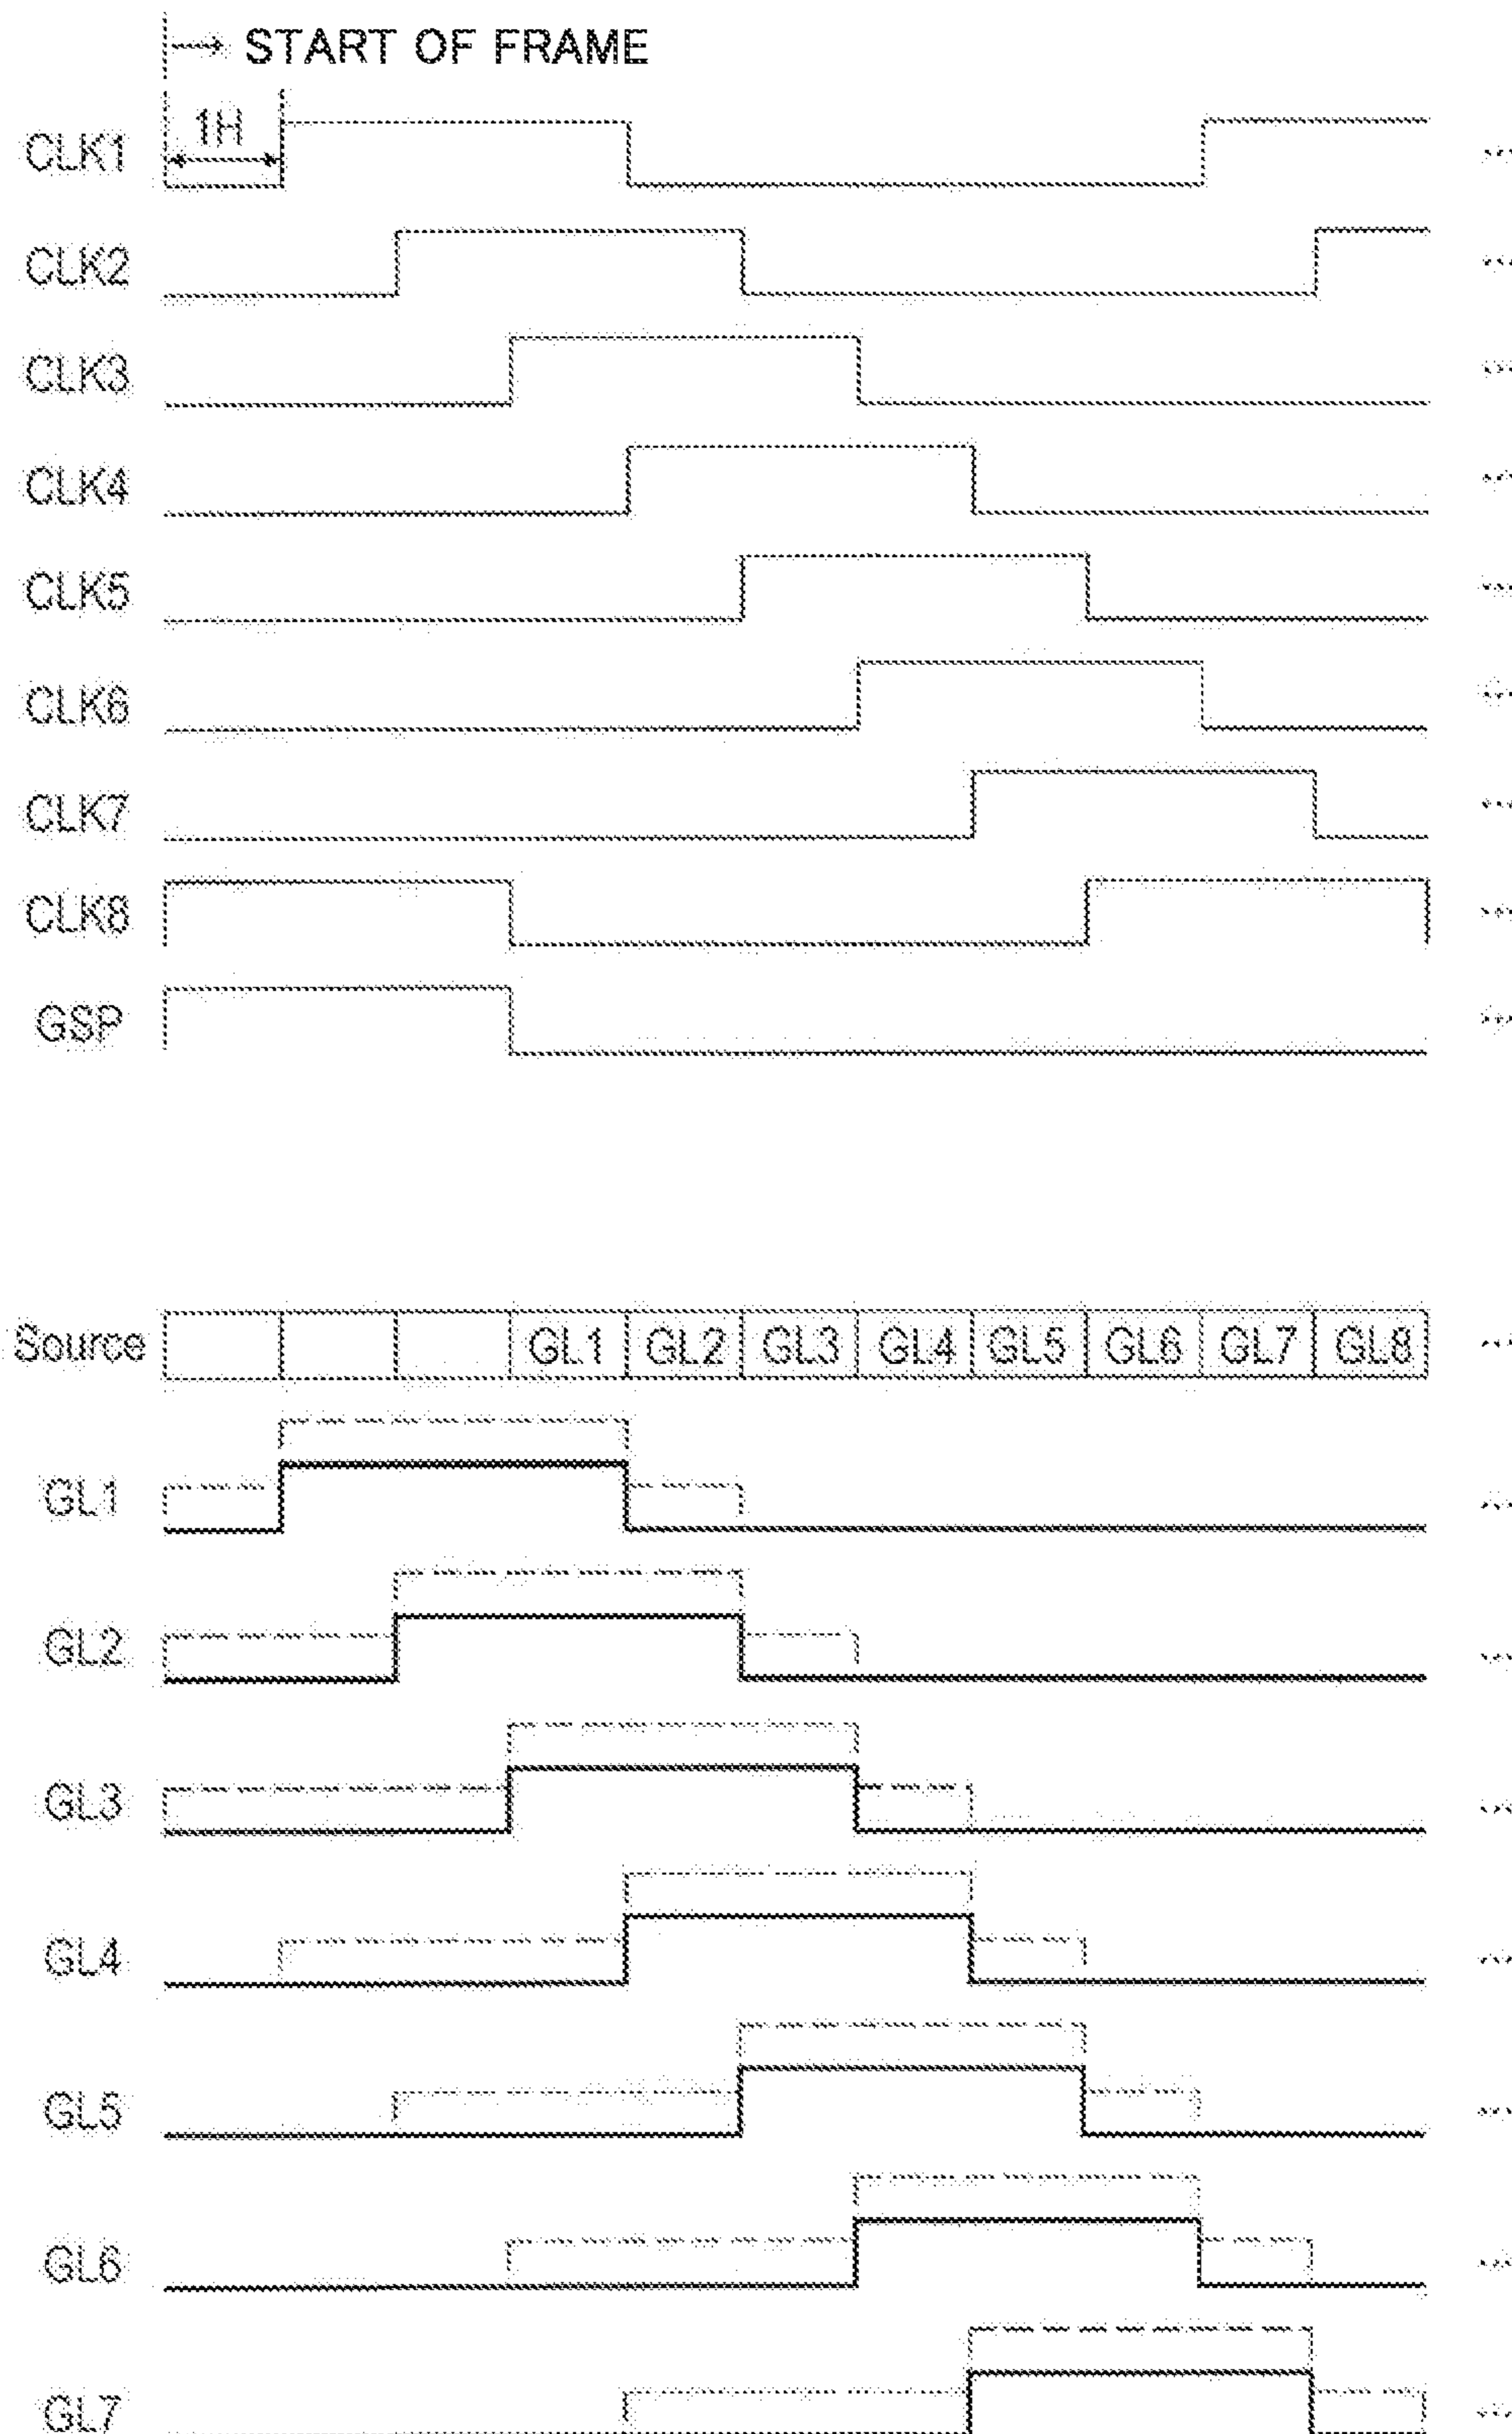 START OF FRAME
1H
CLK1
CLK2
CLK3
CLK4
CLK5
CLK6
CLK7
CLK8
GSP
Source GL1 GL2 GL3 GL4 GL5 GL6 GL7 GL8
GL1
GL2
GL3
GL4
GL5
GL6
GL7